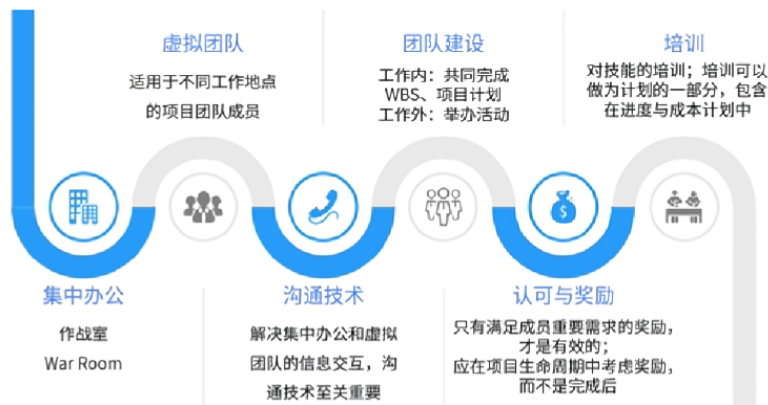 虚拟团队
适用于不同工作地点
的项目团队成员
团队建设
工作内：共同完成
WBS、项目计划
工作外：举办活动
培训
对技能的培训；培训可以
做为计划的一部分，包含
在进度与成本计划中
集中办公
作战室
War Room
沟通技术
解决集中办公和虚拟
团队的信息交互，沟
通技术至关重要
认可与奖励
只有满足成员重要需求的奖励，
才是有效的；
应在项目生命周期中考虑奖励，
而不是完成后
$